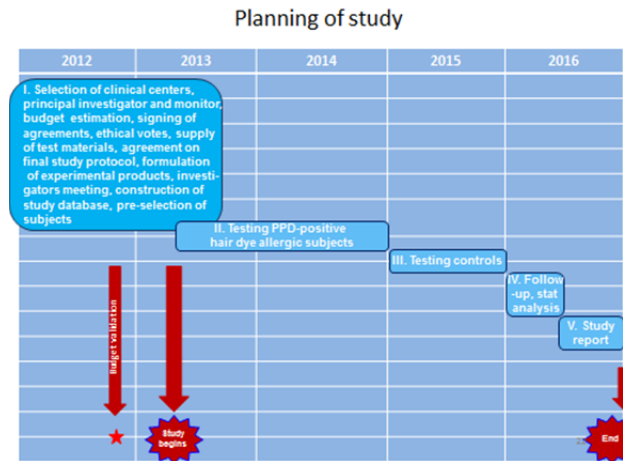 Planning of study
2012 2013 2014 2015 2016
I. Selection of clinical centers,
principal investigator and monitor,
budget estimation, signing of
agreements, ethical votes, supply
of test materials, agreement on
final study protocol, formulation
of experimental products, investi-
gators meeting, construction of
study database, pre-selection of
subjects
II. Testing PPD-positive
hair dye allergic subjects
III. Testing controls
IV. Follow
-up, stat
analysis
V. Study
report
Budget validation
Study
begins
End